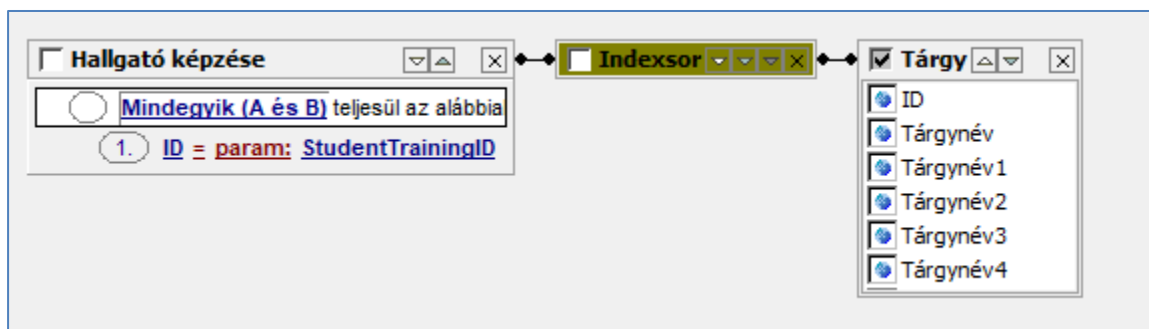 Hallgató képzése
Mindegyik (A és B) teljesül az alábbia
1. ID = param: StudentTrainingID
Indexsor
Tárgy
ID
Tárgynév
Tárgynév1
Tárgynév2
Tárgynév3
Tárgynév4